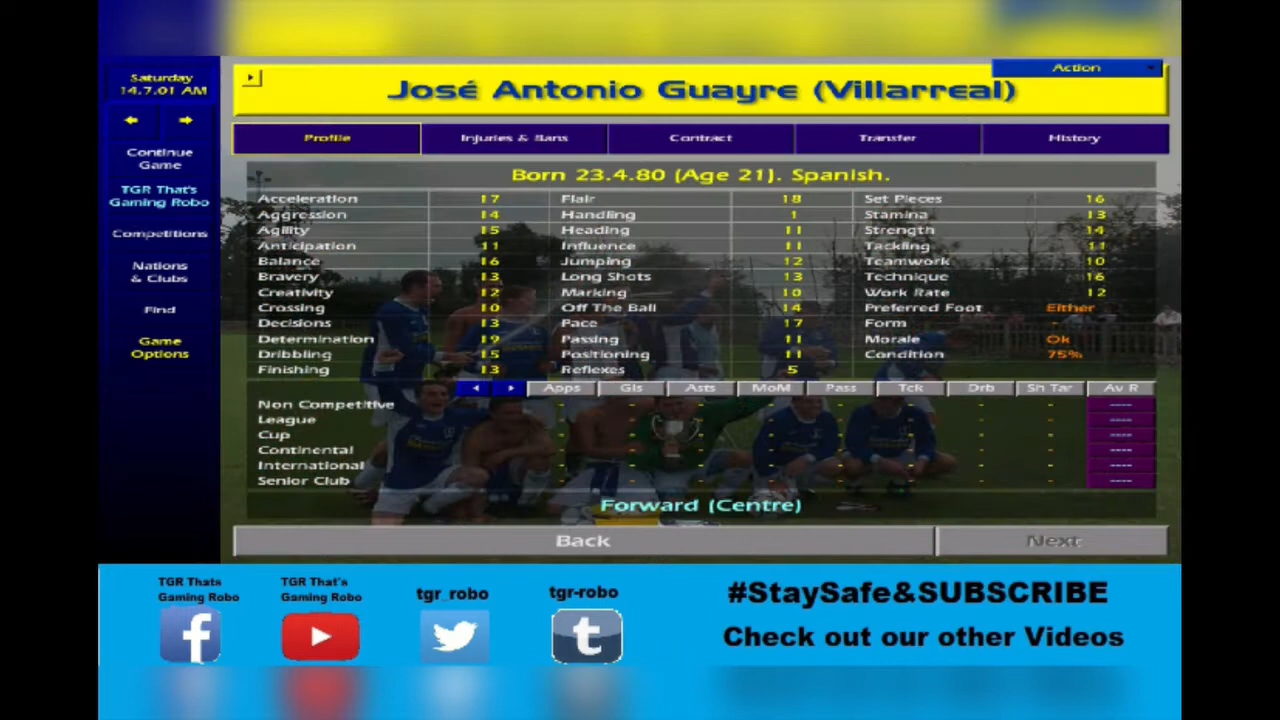 Saturday
14.7.01 AM
Continue
Game
TGR That's
Gaming Robo
Competitions
Nations
& Clubs
Find
Game
Options
Action
José Antonio Guayre (Villarreal)
Profile Injuries & Bans Contract Transfer History
Born 23.4.80 (Age 21). Spanish.
Acceleration 17 Flair 18 Set Pieces 16
Aggression 14 Handling 1 Stamina 13
Agility 15 Heading 11 Strength 14
Anticipation 11 Influence 11 Tackling 11
Balance 16 Jumping 12 Teamwork 10
Bravery 13 Long Shots 13 Technique 16
Creativity 12 Marking 10 Work Rate 12
Crossing 10 Off The Ball 14 Preferred Foot Either
Decisions 13 Pace 17 Form -
Determination 19 Passing 11 Morale Ok
Dribbling 15 Positioning 11 Condition 75%
Finishing 13 Reflexes 5
Apps Gls Asts MoM Pass Tck Drb Sh Tar Av R
Non Competitive - - - - - - - - ----
League - - - - - - - - ----
Cup - - - - - - - - ----
Continental - - - - - - - - ----
International - - - - - - - - ----
Senior Club - - - - - - - - ----
Forward (Centre)
Back Next
TGR Thats
Gaming Robo
TGR That's
Gaming Robo
tgr_robo
tgr-robo
#StaySafe&SUBSCRIBE
Check out our other Videos